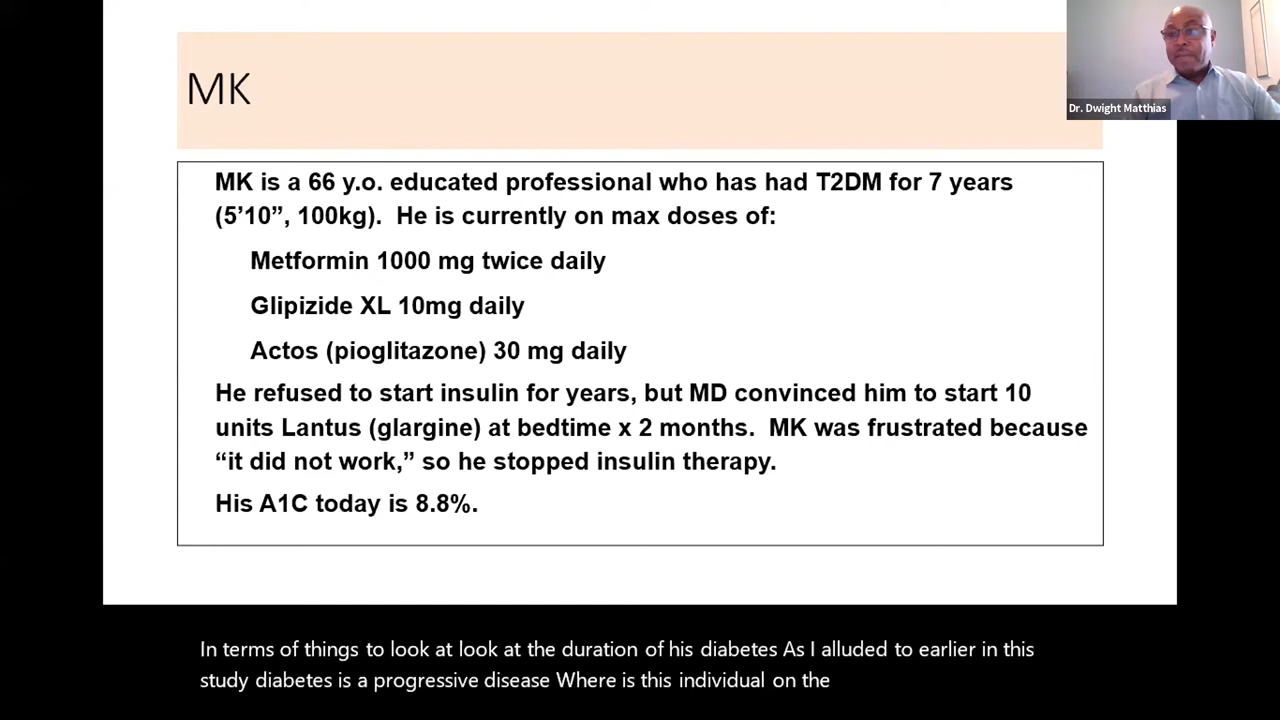 MK
Dr. Dwight Matthias
MK is a 66 y.o. educated professional who has had T2DM for 7 years
(5’10”, 100kg).  He is currently on max doses of:
Metformin 1000 mg twice daily
Glipizide XL 10mg daily
Actos (pioglitazone) 30 mg daily
He refused to start insulin for years, but MD convinced him to start 10
units Lantus (glargine) at bedtime x 2 months.  MK was frustrated because
“it did not work,” so he stopped insulin therapy.
His A1C today is 8.8%.
In terms of things to look at look at the duration of his diabetes As I alluded to earlier in this
study diabetes is a progressive disease Where is this individual on the